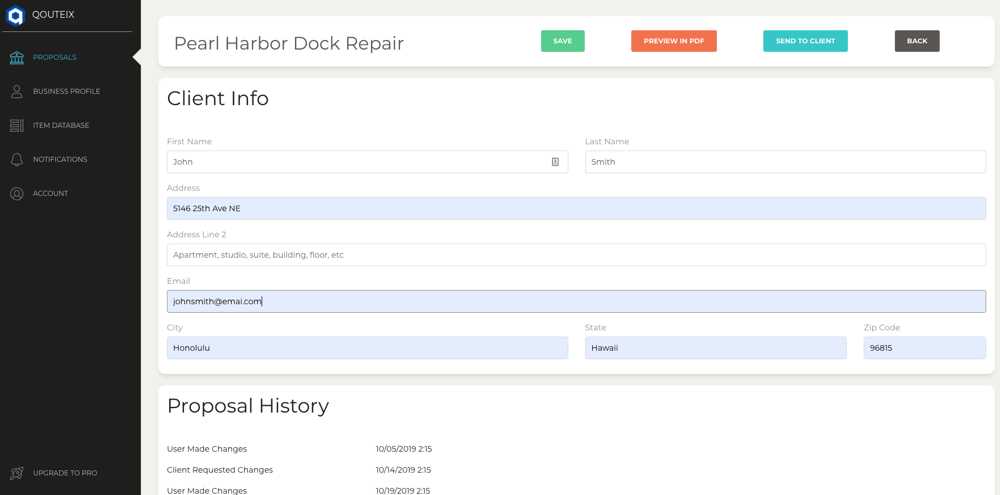 QOUTEIX
PROPOSALS
BUSINESS PROFILE
ITEM DATABASE
NOTIFICATIONS
ACCOUNT
UPGRADE TO PRO
Pearl Harbor Dock Repair
SAVE
PREVIEW IN PDF
SEND TO CLIENT
BACK
Client Info
First Name
Last Name
John
Smith
Address
5146 25th Ave NE
Address Line 2
Apartment, studio, suite, building, floor, etc
Email
johnsmith@emai.com
City
State
Zip Code
Honolulu
Hawaii
96815
Proposal History
User Made Changes 10/05/2019 2:15
Client Requested Changes 10/14/2019 2:15
User Made Changes 10/19/2019 2:15